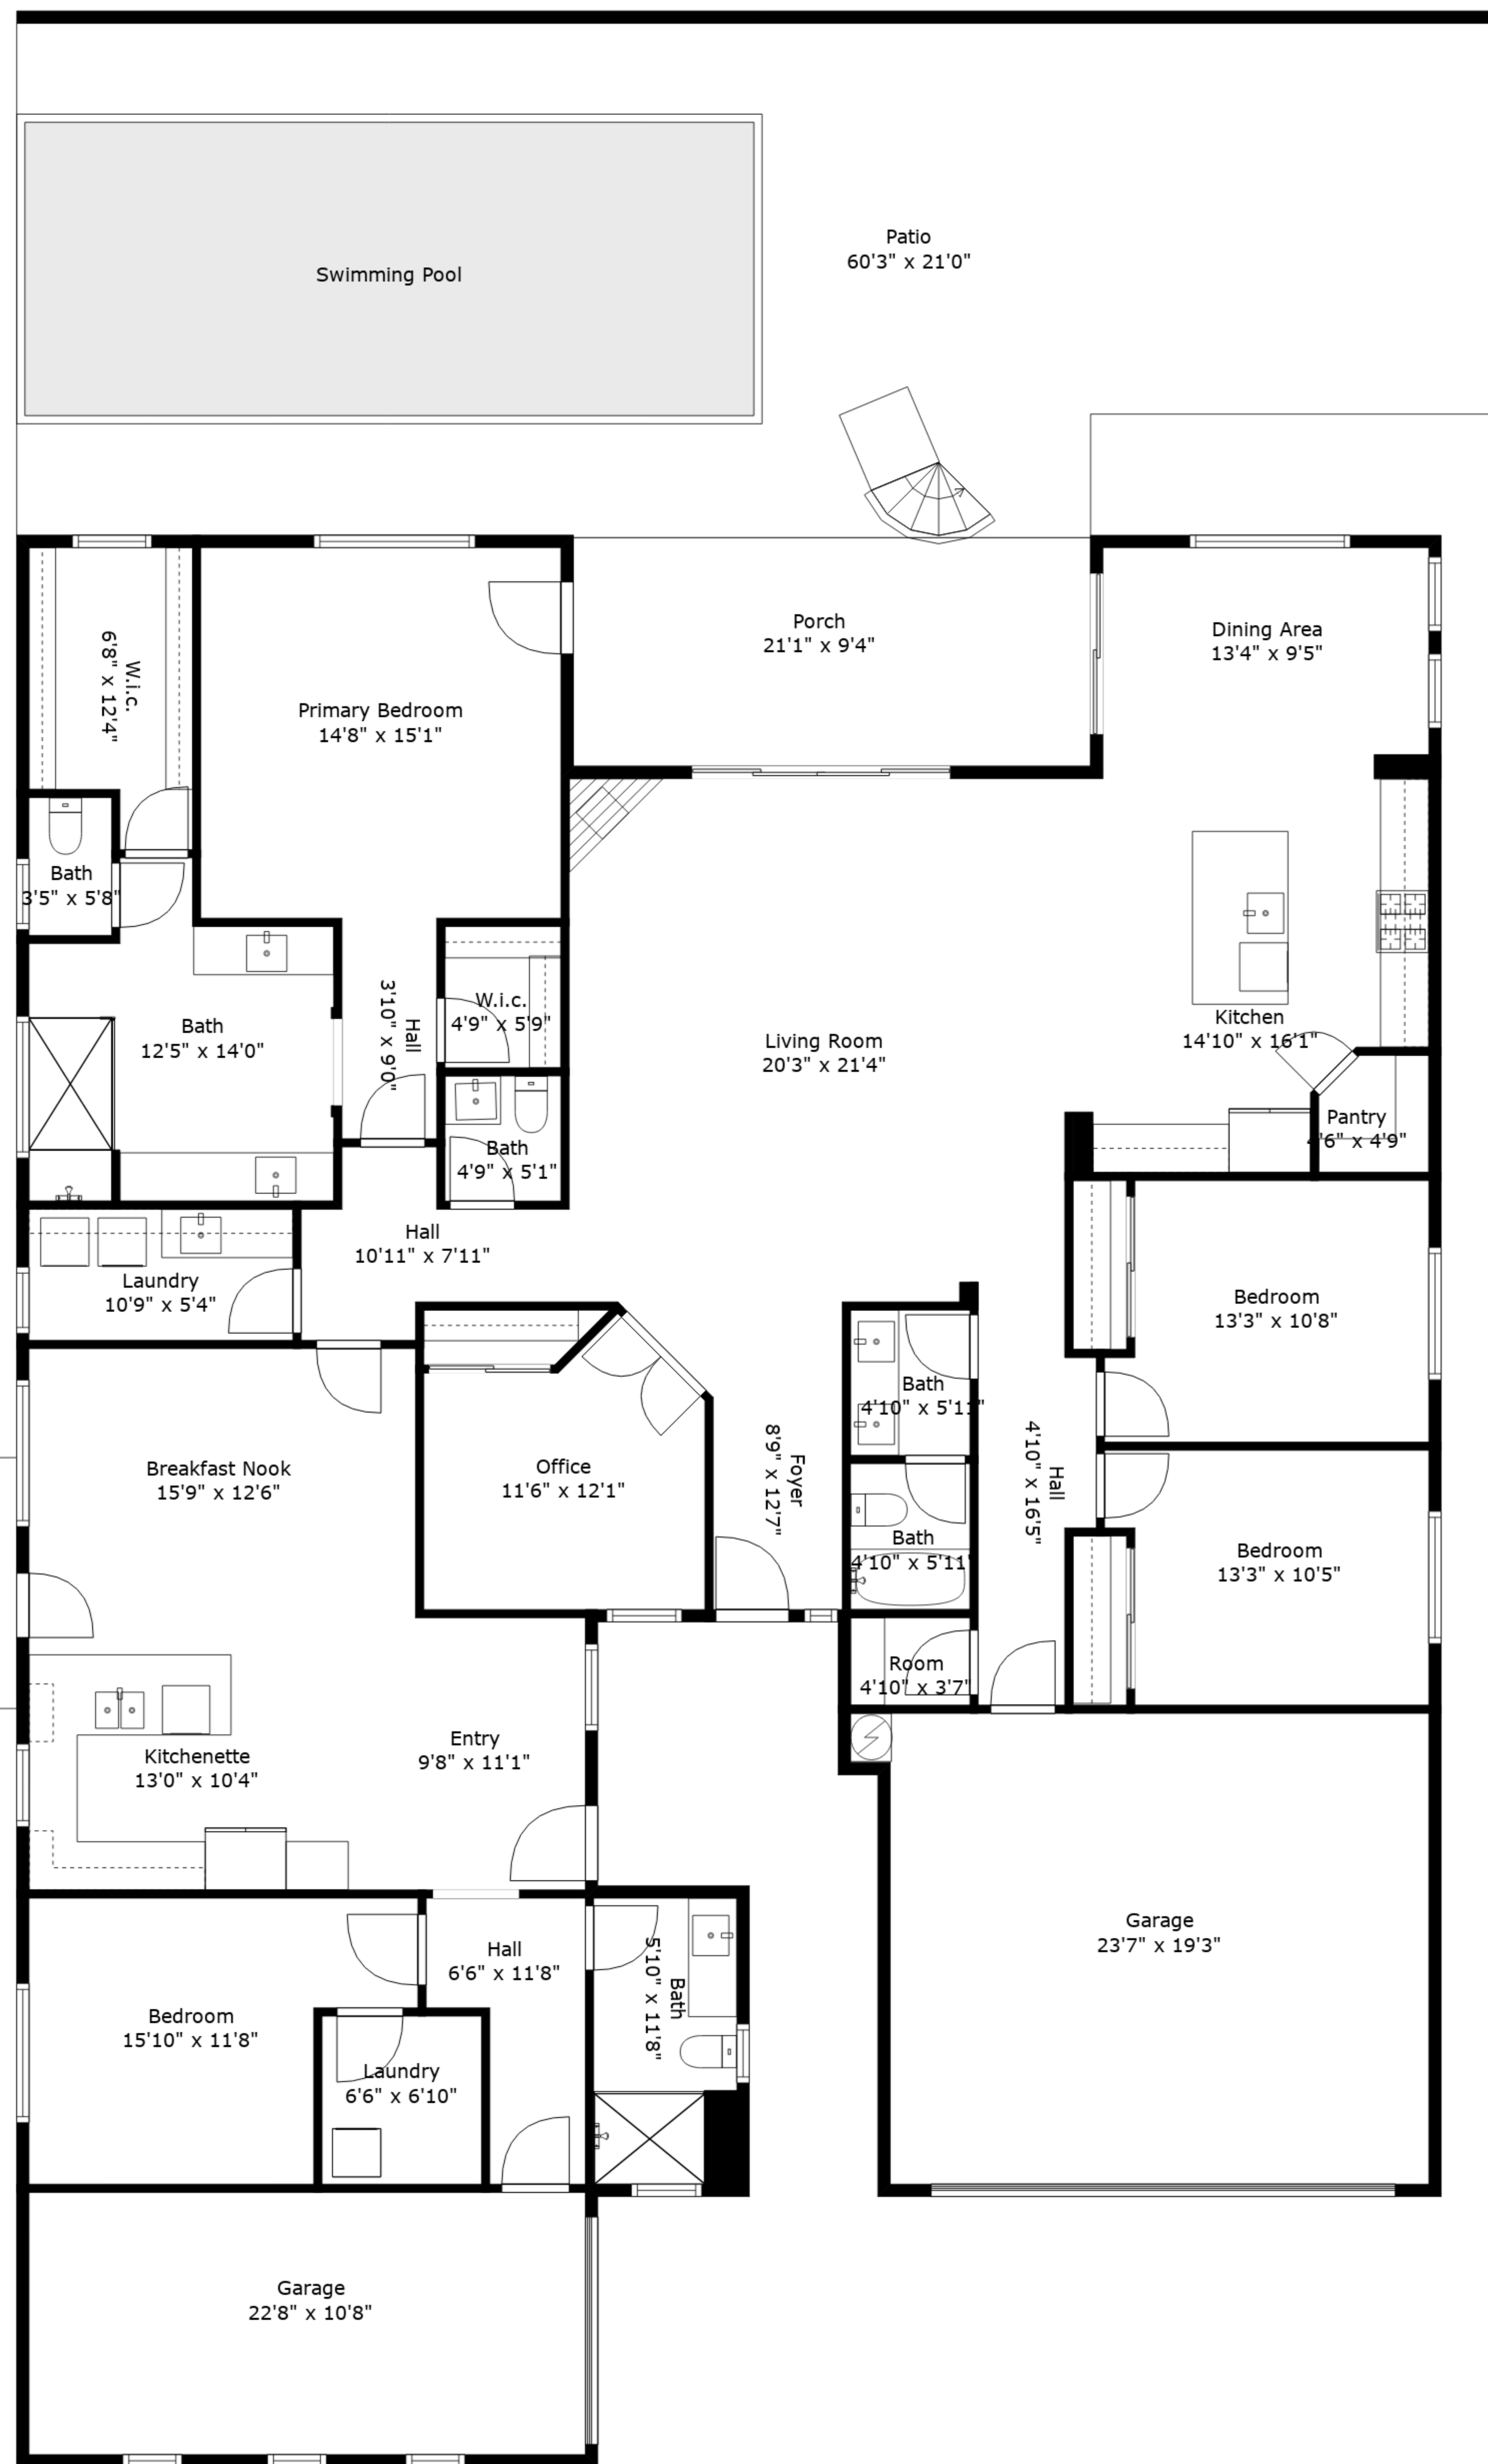 Patio
60'3" x 21'0"
Swimming Pool
Porch
21'1" x 9'4"
Dining Area
13'4" x 9'5"
W.i.c.
6'8" x 12'4"
Primary Bedroom
14'8" x 15'1"
Bath
3'5" x 5'8"
W.i.c.
4'9" x 5'9"
Hall
3'10" x 9'0"
Bath
12'5" x 14'0"
Living Room
20'3" x 21'4"
Kitchen
14'10" x 16'1"
Pantry
4'6" x 4'9"
Bath
4'9" x 5'1"
Hall
10'11" x 7'11"
Laundry
10'9" x 5'4"
Bedroom
13'3" x 10'8"
Bath
4'10" x 5'11"
Breakfast Nook
15'9" x 12'6"
Office
11'6" x 12'1"
Foyer
8'9" x 12'7"
Hall
4'10" x 16'5"
Bath
4'10" x 5'11"
Bedroom
13'3" x 10'5"
Room
4'10" x 3'7"
Entry
9'8" x 11'1"
Kitchenette
13'0" x 10'4"
Garage
23'7" x 19'3"
Hall
6'6" x 11'8"
Bath
5'10" x 11'8"
Bedroom
15'10" x 11'8"
Laundry
6'6" x 6'10"
Garage
22'8" x 10'8"